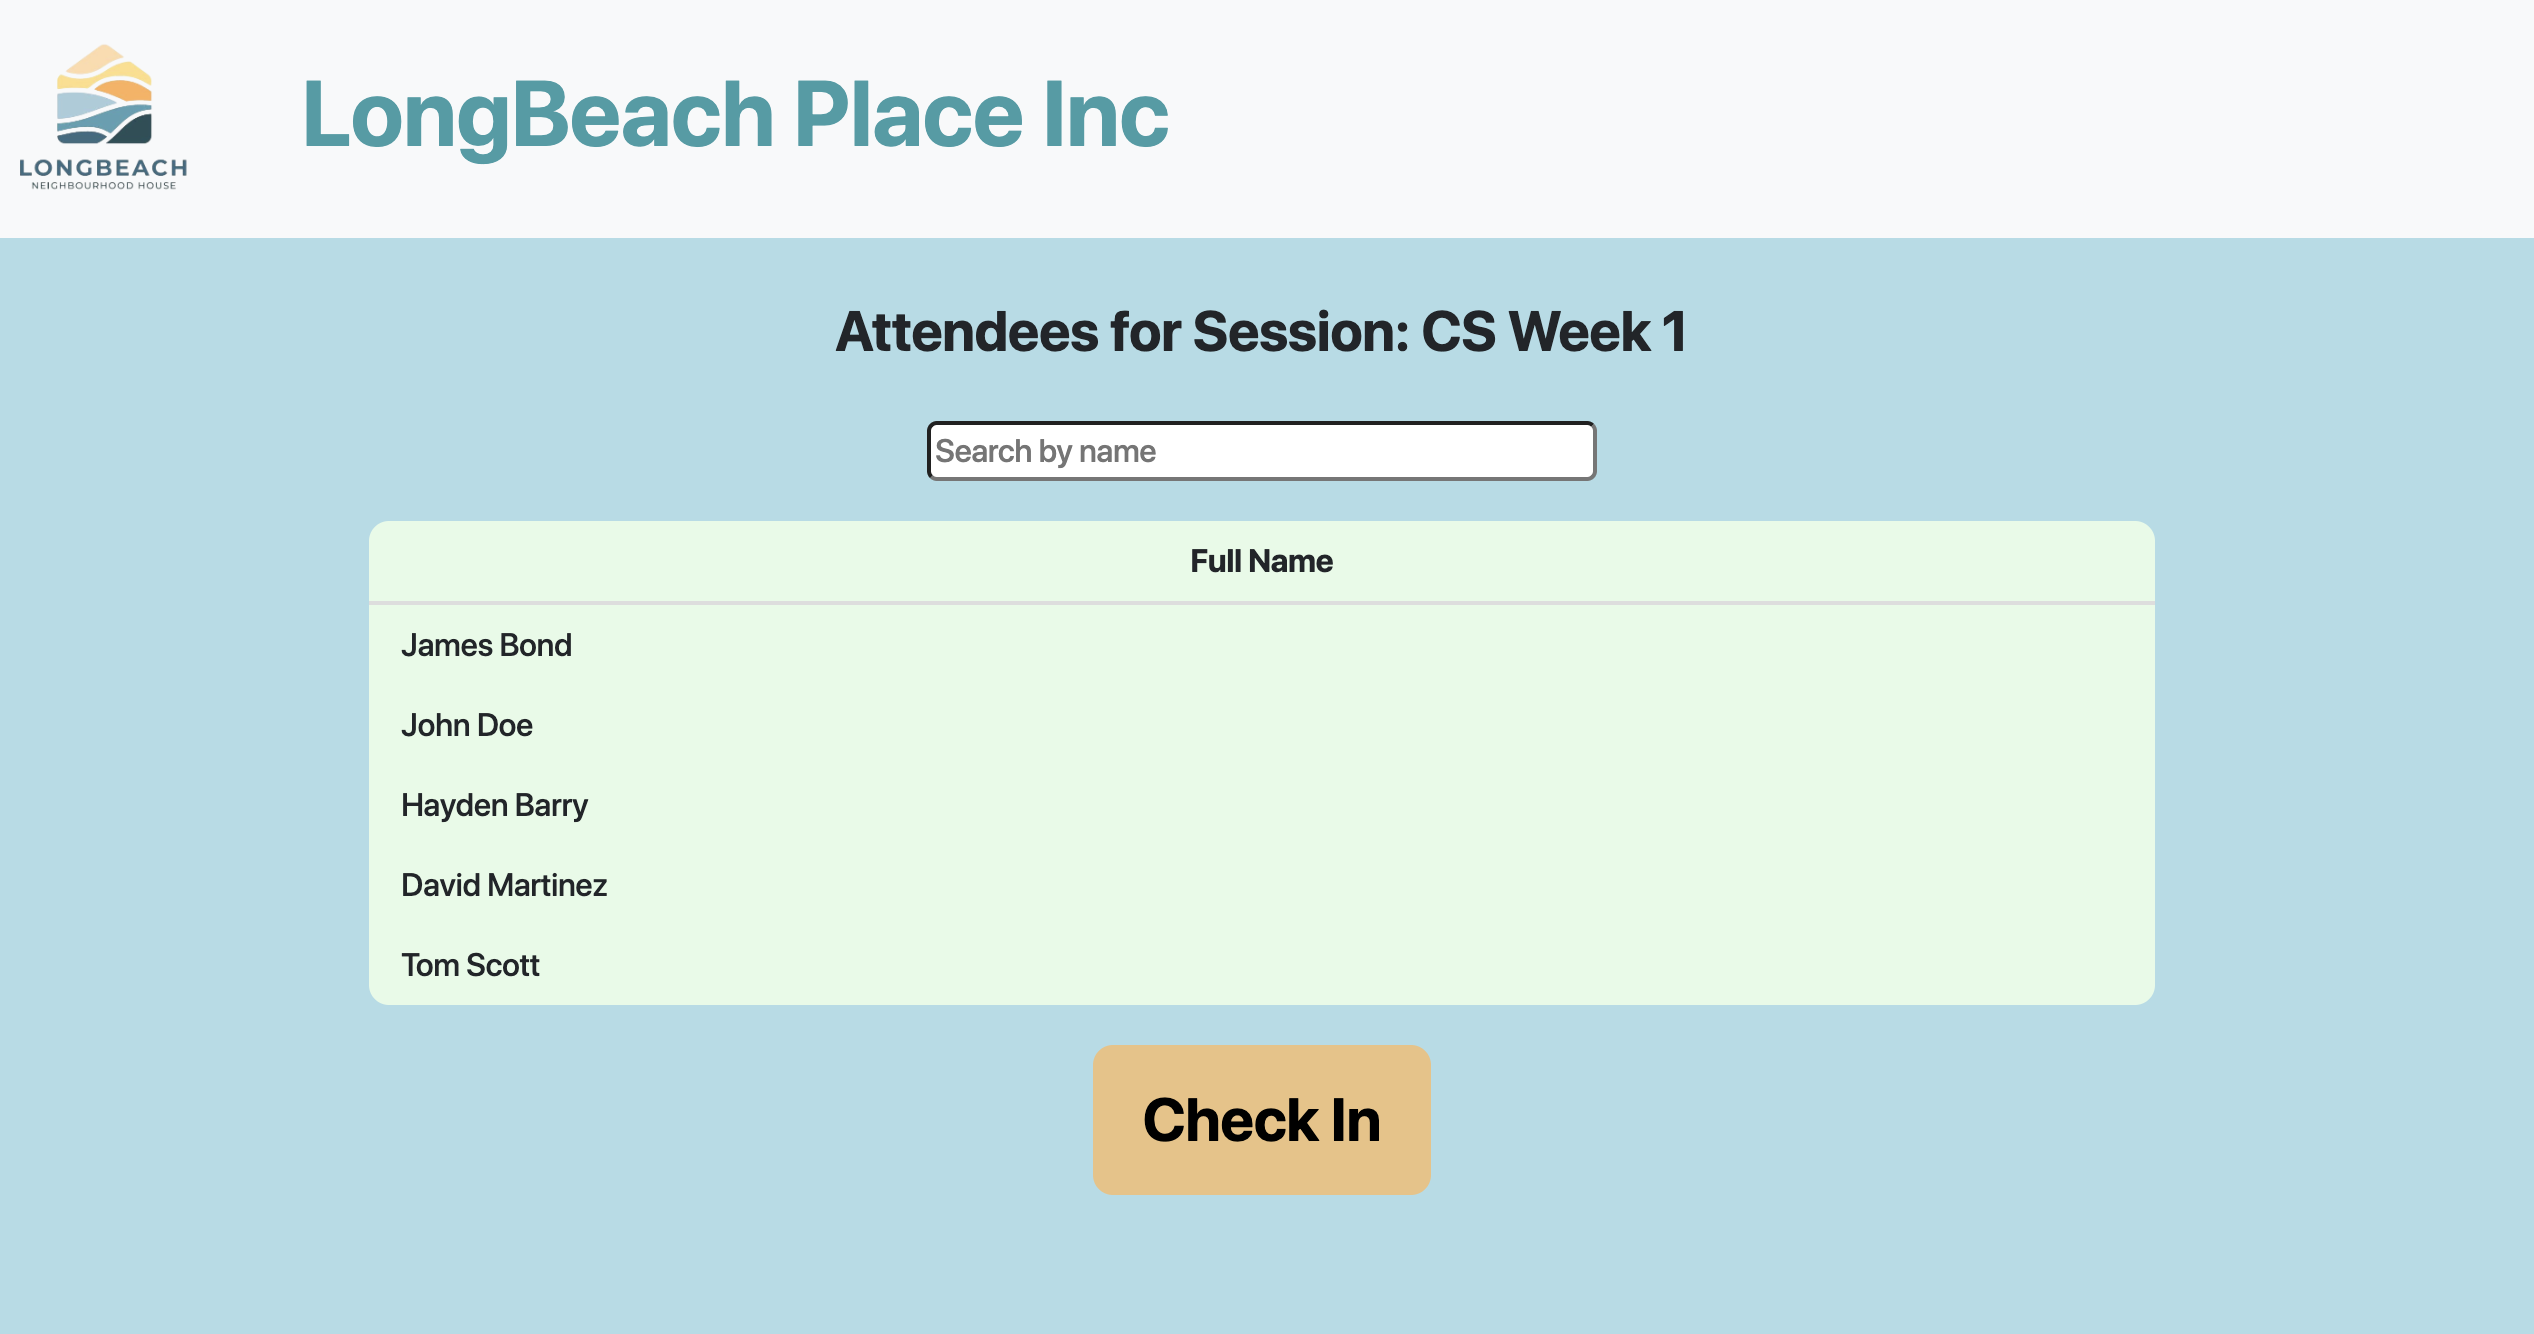 LONGBEACH
NEIGHBOURHOOD HOUSE
LongBeach Place Inc
Attendees for Session: CS Week 1
Search by name
Full Name
James Bond
John Doe
Hayden Barry
David Martinez
Tom Scott
Check In